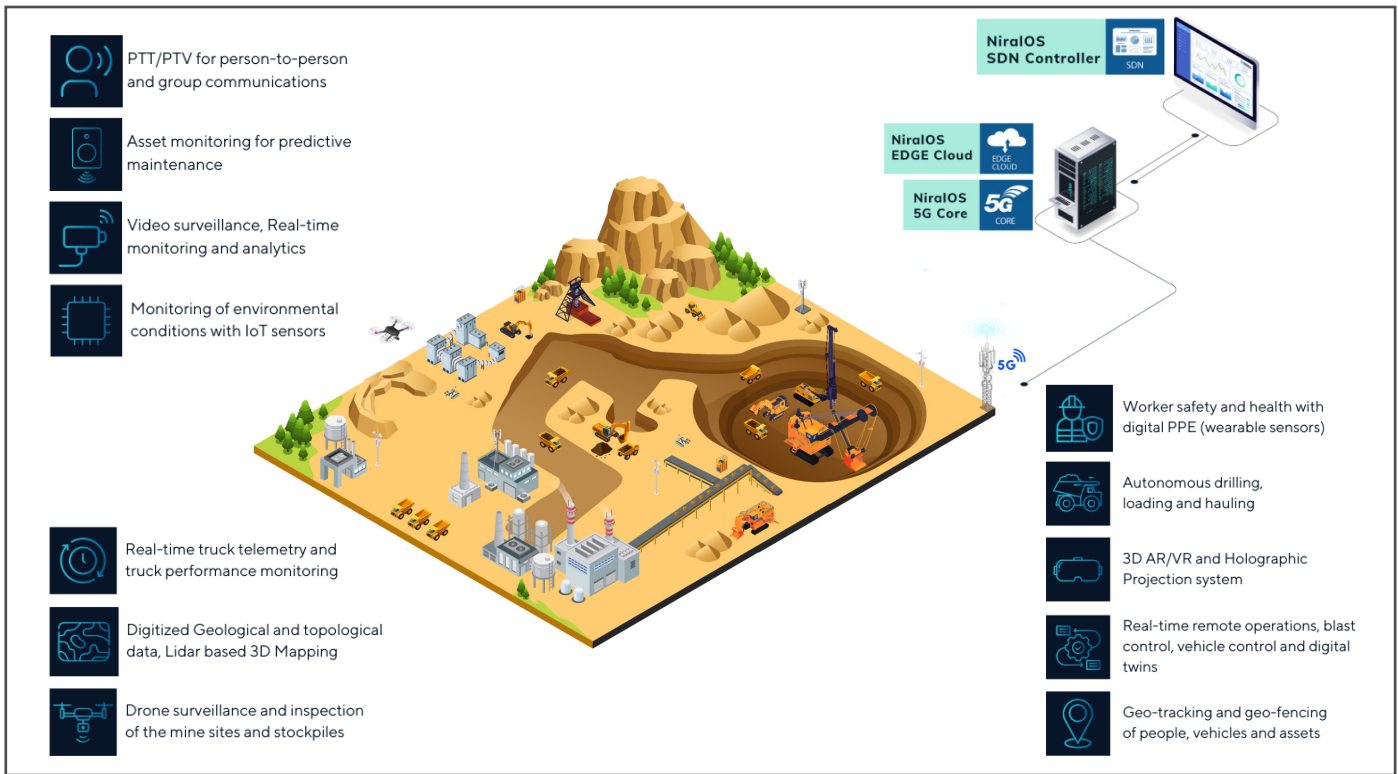 PTT/PTV for person-to-person
and group communications
Asset monitoring for predictive
maintenance
Video surveillance, Real-time
monitoring and analytics
Monitoring of environmental
conditions with IoT sensors
NiralOS
SDN Controller
SDN
NiralOS
EDGE Cloud
EDGE
CLOUD
NiralOS
5G Core
5G
CORE
5G
Real-time truck telemetry and
truck performance monitoring
Digitized Geological and topological
data, Lidar based 3D Mapping
Drone surveillance and inspection
of the mine sites and stockpiles
Worker safety and health with
digital PPE (wearable sensors)
Autonomous drilling,
loading and hauling
3D AR/VR and Holographic
Projection system
Real-time remote operations, blast
control, vehicle control and digital
twins
Geo-tracking and geo-fencing
of people, vehicles and assets